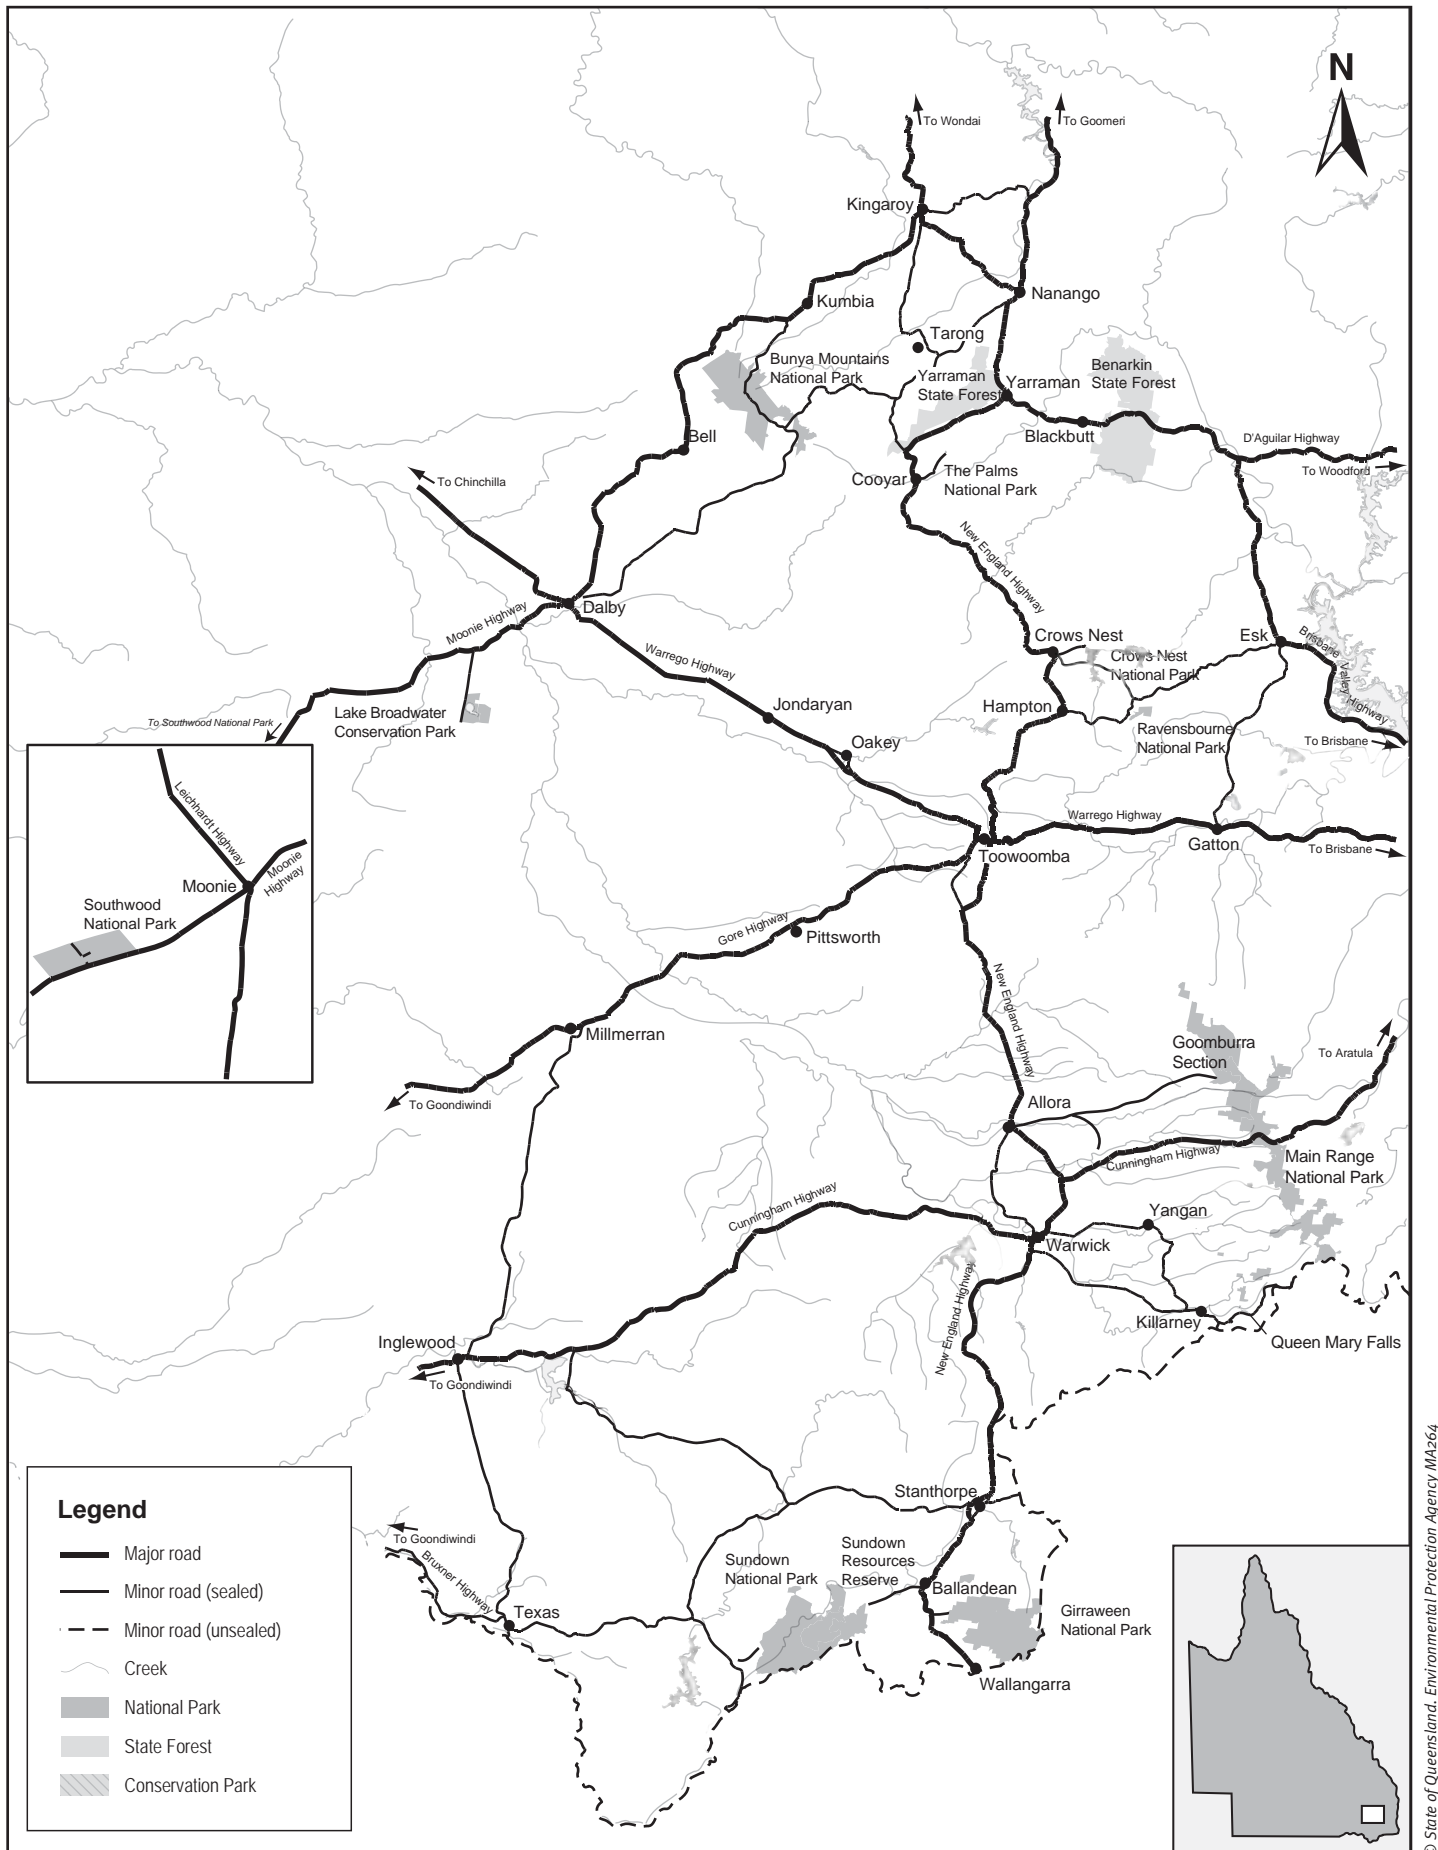 N
To Wondai
To Goomeri
Kingaroy
Kumbia
Nanango
Tarong
Bunya Mountains
National Park
Yarraman
State Forest
Yarraman
Benarkin
State Forest
Bell
Blackbutt
D'Aguilar Highway
To Woodford
Cooyar
The Palms
National Park
To Chinchilla
New England Highway
Dalby
Moonie Highway
Crows Nest
Esk
Brisbane Valley Highway
Warrego Highway
Crows Nest
National Park
Lake Broadwater
Conservation Park
To Southwood National Park
Jondaryan
Hampton
Ravensbourne
National Park
To Brisbane
Oakey
Leichhardt Highway
Moonie
Moonie
Highway
Southwood
National Park
Warrego Highway
Toowoomba
Gatton
To Brisbane
Gore Highway
Pittsworth
New England Highway
Millmerran
Goomburra
Section
To Aratula
To Goondiwindi
Allora
Cunningham Highway
Main Range
National Park
Cunningham Highway
Yangan
Warwick
New England Highway
Killarney
Queen Mary Falls
Inglewood
To Goondiwindi
Stanthorpe
To Goondiwindi
Bruxner Highway
Sundown
National Park
Sundown
Resources
Reserve
Ballandean
Texas
Girraween
National Park
Wallangarra
Legend
Major road
Minor road (sealed)
Minor road (unsealed)
Creek
National Park
State Forest
Conservation Park
© State of Queensland. Environmental Protection Agency MA264